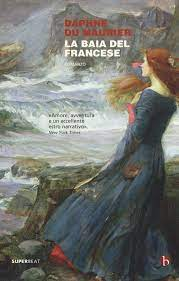 DAPHNE
DU MAURIER
LA BAIA DEL
FRANCESE
ROMANZO
«Amore, avventura
e un eccellente
estro narrativo».
New York Times
SUPERBEAT
b